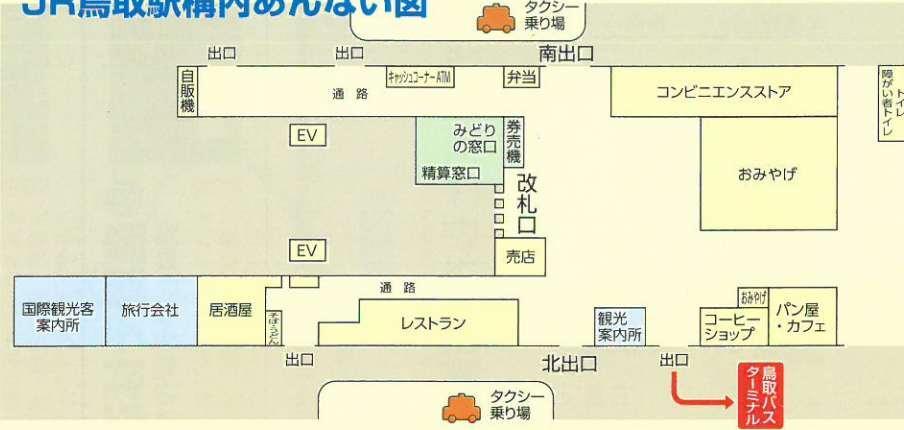 JR鳥取駅構内あんない図
タクシー
乗り場
出口
出口
南出口
自販機
キャッシュコーナーATM
弁当
通路
コンビニエンスストア
トイレ
障がい者トイレ
EV
みどり
の窓口
券売機
精算窓口
改札口
おみやげ
EV
売店
国際観光客
案内所
旅行会社
居酒屋
そば・うどん
通路
レストラン
観光
案内所
おみやげ
コーヒー
ショップ
パン屋
・カフェ
出口
北出口
出口
タクシー
乗り場
鳥取バス
ターミナル